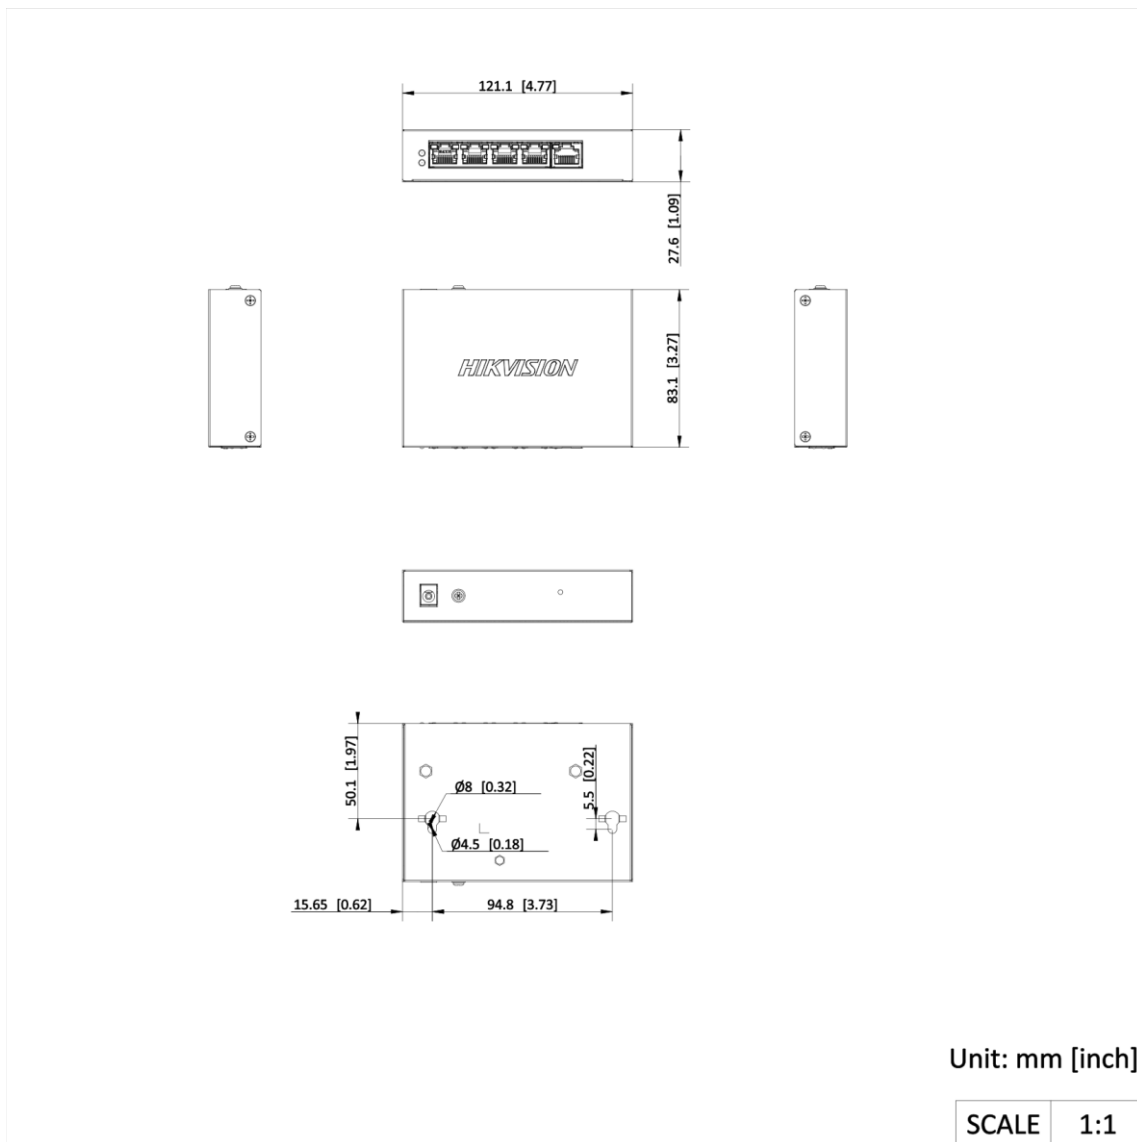 121.1 [4.77]
27.6 [1.09]
HIKVISION
83.1 [3.27]
50.1 [1.97]
Ø8 [0.32]
5.5 [0.22]
Ø4.5 [0.18]
15.65 [0.62]
94.8 [3.73]
Unit: mm [inch]
SCALE 1:1